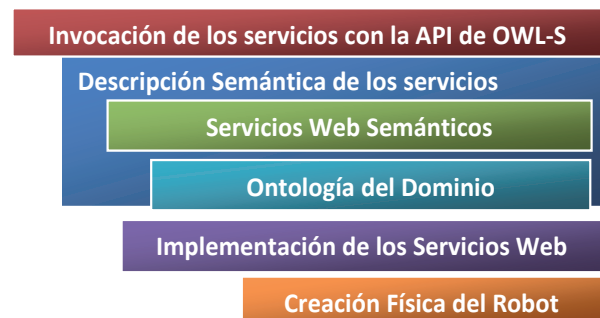 Invocación de los servicios con la API de OWL-S
Descripción Semántica de los servicios
Servicios Web Semánticos
Ontología del Dominio
Implementación de los Servicios Web
Creación Física del Robot